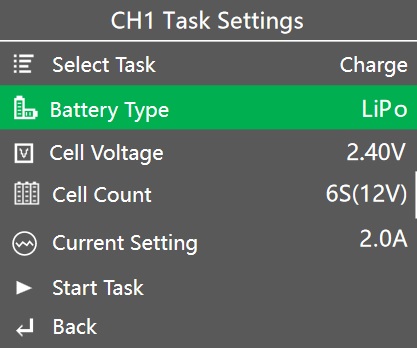 CH1 Task Settings
Select Task Charge
Battery Type LiPo
Cell Voltage 2.40V
Cell Count 6S(12V)
Current Setting 2.0A
Start Task
Back